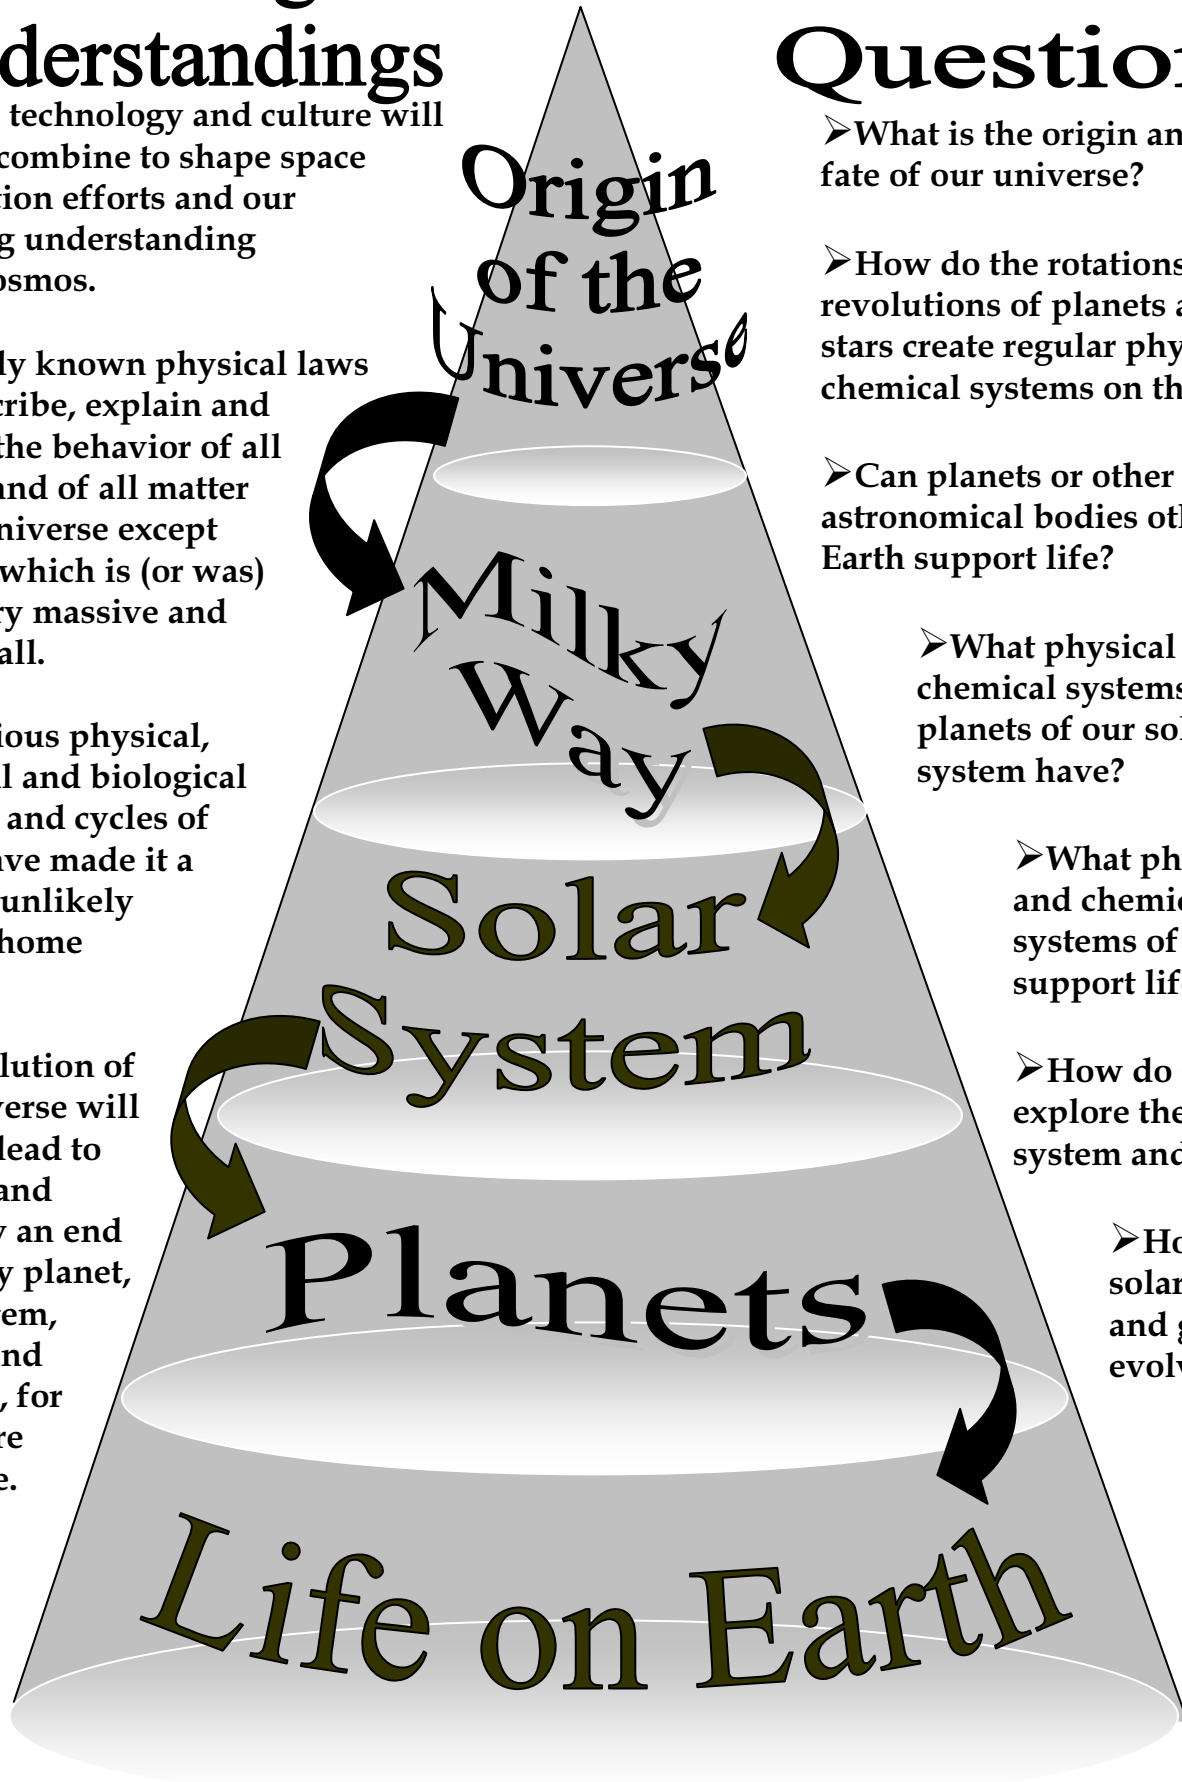 derstandings
technology and culture will
combine to shape space
tion efforts and our
g understanding
osmos.
ly known physical laws
cribe, explain and
the behavior of all
and of all matter
niverse except
which is (or was)
ry massive and
all.
ious physical,
l and biological
and cycles of
ave made it a
unlikely
home
lution of
verse will
lead to
and
y an end
y planet,
tem,
nd
, for
re
e.
Origin
of the
Universe
Milky
Way
Solar
System
Planets
Life on Earth
Question
➢What is the origin an
fate of our universe?
➢How do the rotations
revolutions of planets a
stars create regular phy
chemical systems on th
➢Can planets or other
astronomical bodies oth
Earth support life?
➢What physical
chemical systems
planets of our sol
system have?
➢What ph
and chemic
systems of
support lif
➢How do
explore the
system and
➢Ho
solar
and g
evolv